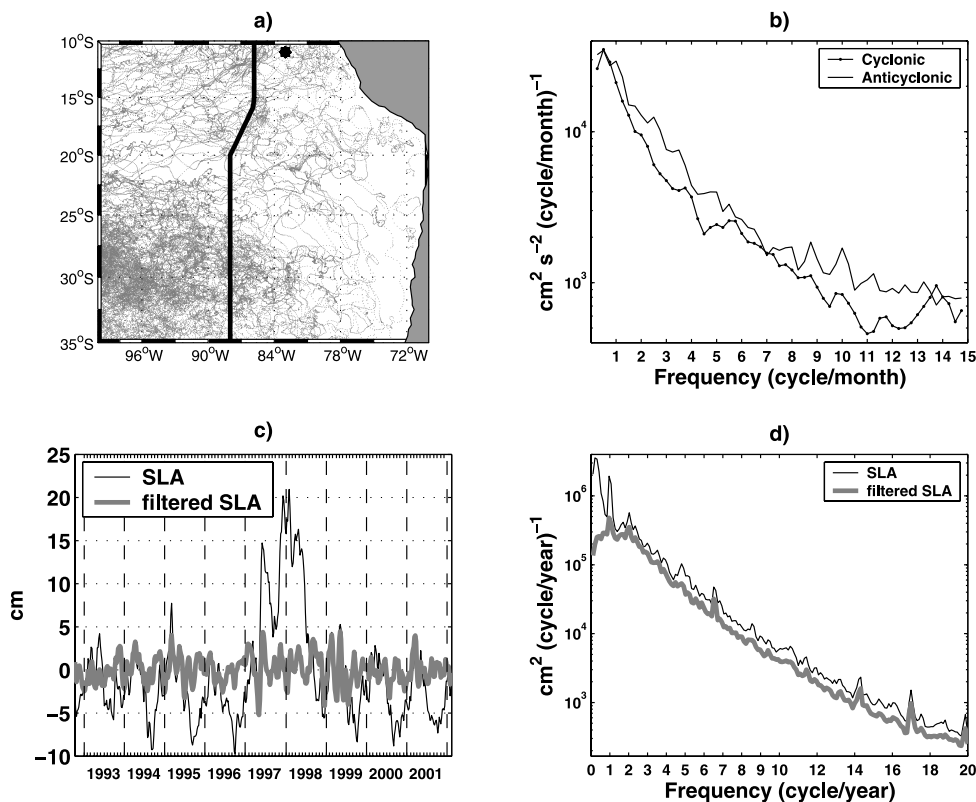 a)
10°S
15°S
20°S
25°S
30°S
35°S
96°W 90°W 84°W 78°W 72°W
b)
Cyclonic
Anticyclonic
10⁴
10³
cm² s⁻² (cycle/month)⁻¹
1 2 3 4 5 6 7 8 9 10 11 12 13 14 15
Frequency (cycle/month)
c)
SLA
filtered SLA
25
20
15
10
5
0
−5
−10
cm
1993 1994 1995 1996 1997 1998 1999 2000 2001
d)
SLA
filtered SLA
10⁶
10⁵
10⁴
10³
cm² (cycle/year)⁻¹
0 1 2 3 4 5 6 7 8 10 12 14 16 18 20
Frequency (cycle/year)